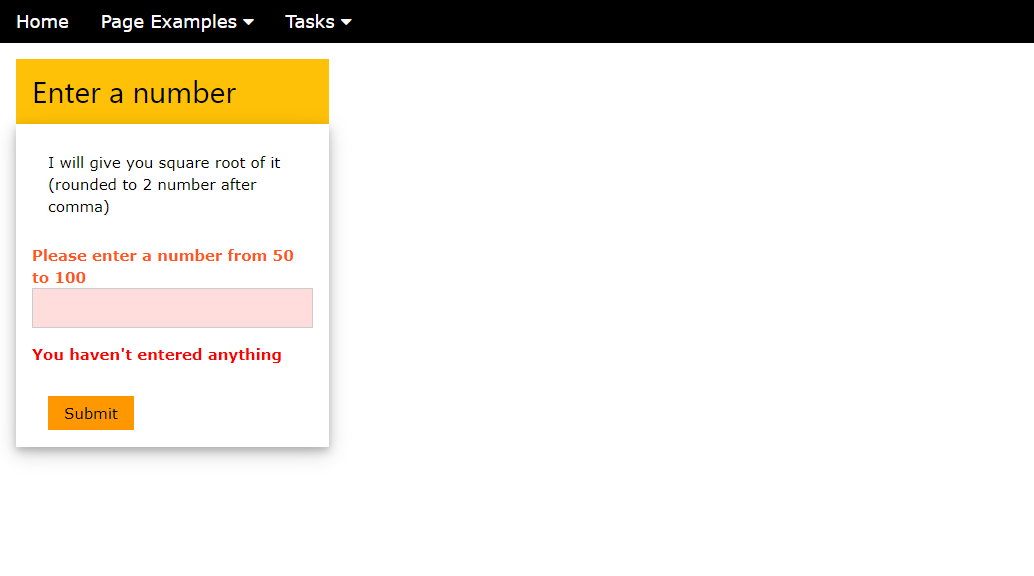 Home Page Examples Tasks
Enter a number
I will give you square root of it
(rounded to 2 number after
comma)
Please enter a number from 50
to 100
You haven't entered anything
Submit